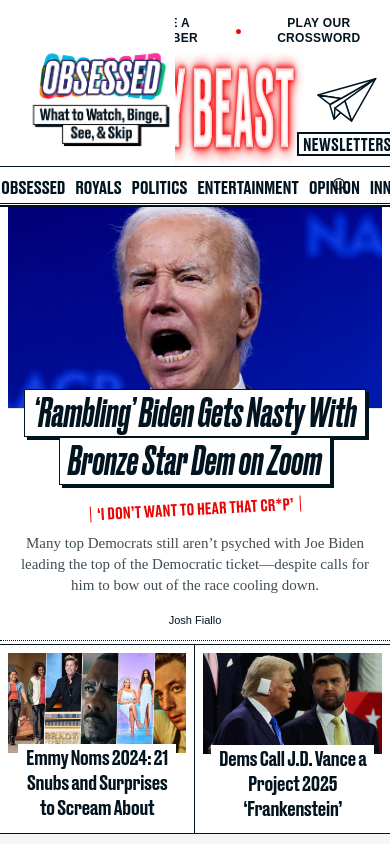 E A
BER
PLAY OUR
CROSSWORD
OBSESSED
What to Watch, Binge,
See, & Skip
Y BEAST
NEWSLETTERS
OBSESSED ROYALS POLITICS ENTERTAINMENT OPINION INN
NA
‘Rambling’ Biden Gets Nasty With
Bronze Star Dem on Zoom
‘I DON’T WANT TO HEAR THAT CR*P’
Many top Democrats still aren’t psyched with Joe Biden
leading the top of the Democratic ticket—despite calls for
him to bow out of the race cooling down.
Josh Fiallo
Emmy Noms 2024: 21
Snubs and Surprises
to Scream About
Dems Call J.D. Vance a
Project 2025
‘Frankenstein’